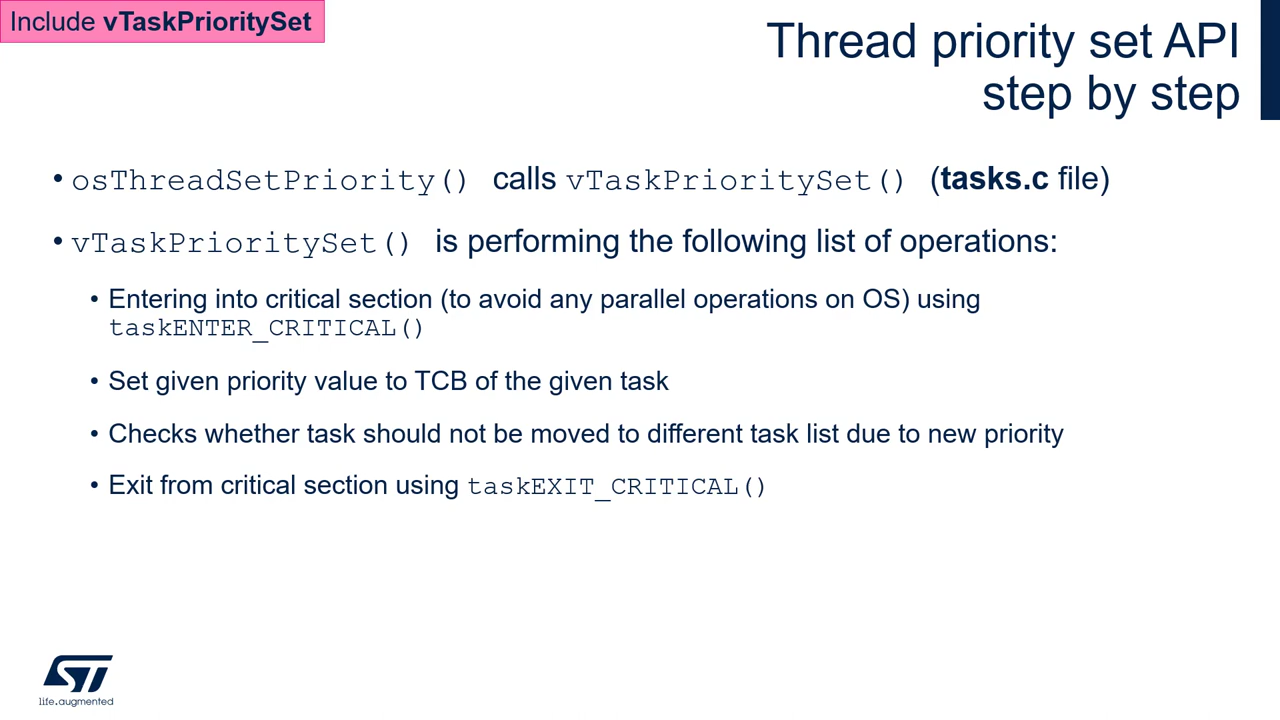 Include vTaskPrioritySet
Thread priority set API
step by step
• osThreadSetPriority() calls vTaskPrioritySet() (tasks.c file)
• vTaskPrioritySet() is performing the following list of operations:
• Entering into critical section (to avoid any parallel operations on OS) using
taskENTER_CRITICAL()
• Set given priority value to TCB of the given task
• Checks whether task should not be moved to different task list due to new priority
• Exit from critical section using taskEXIT_CRITICAL()
ST
life.augmented